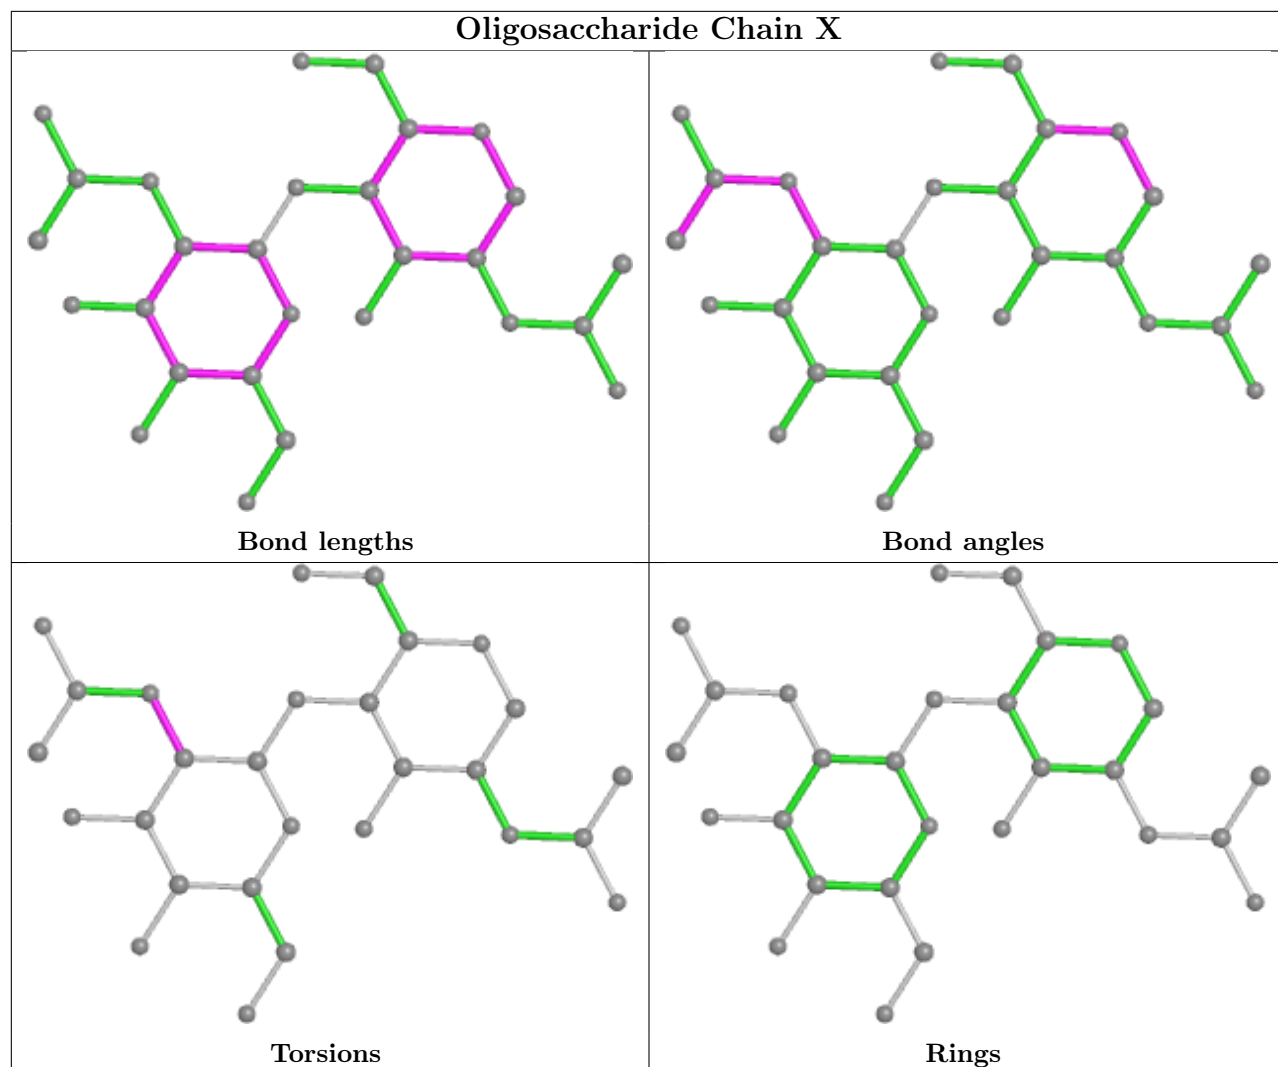 Oligosaccharide Chain X
Bond lengths
Bond angles
Torsions
Rings